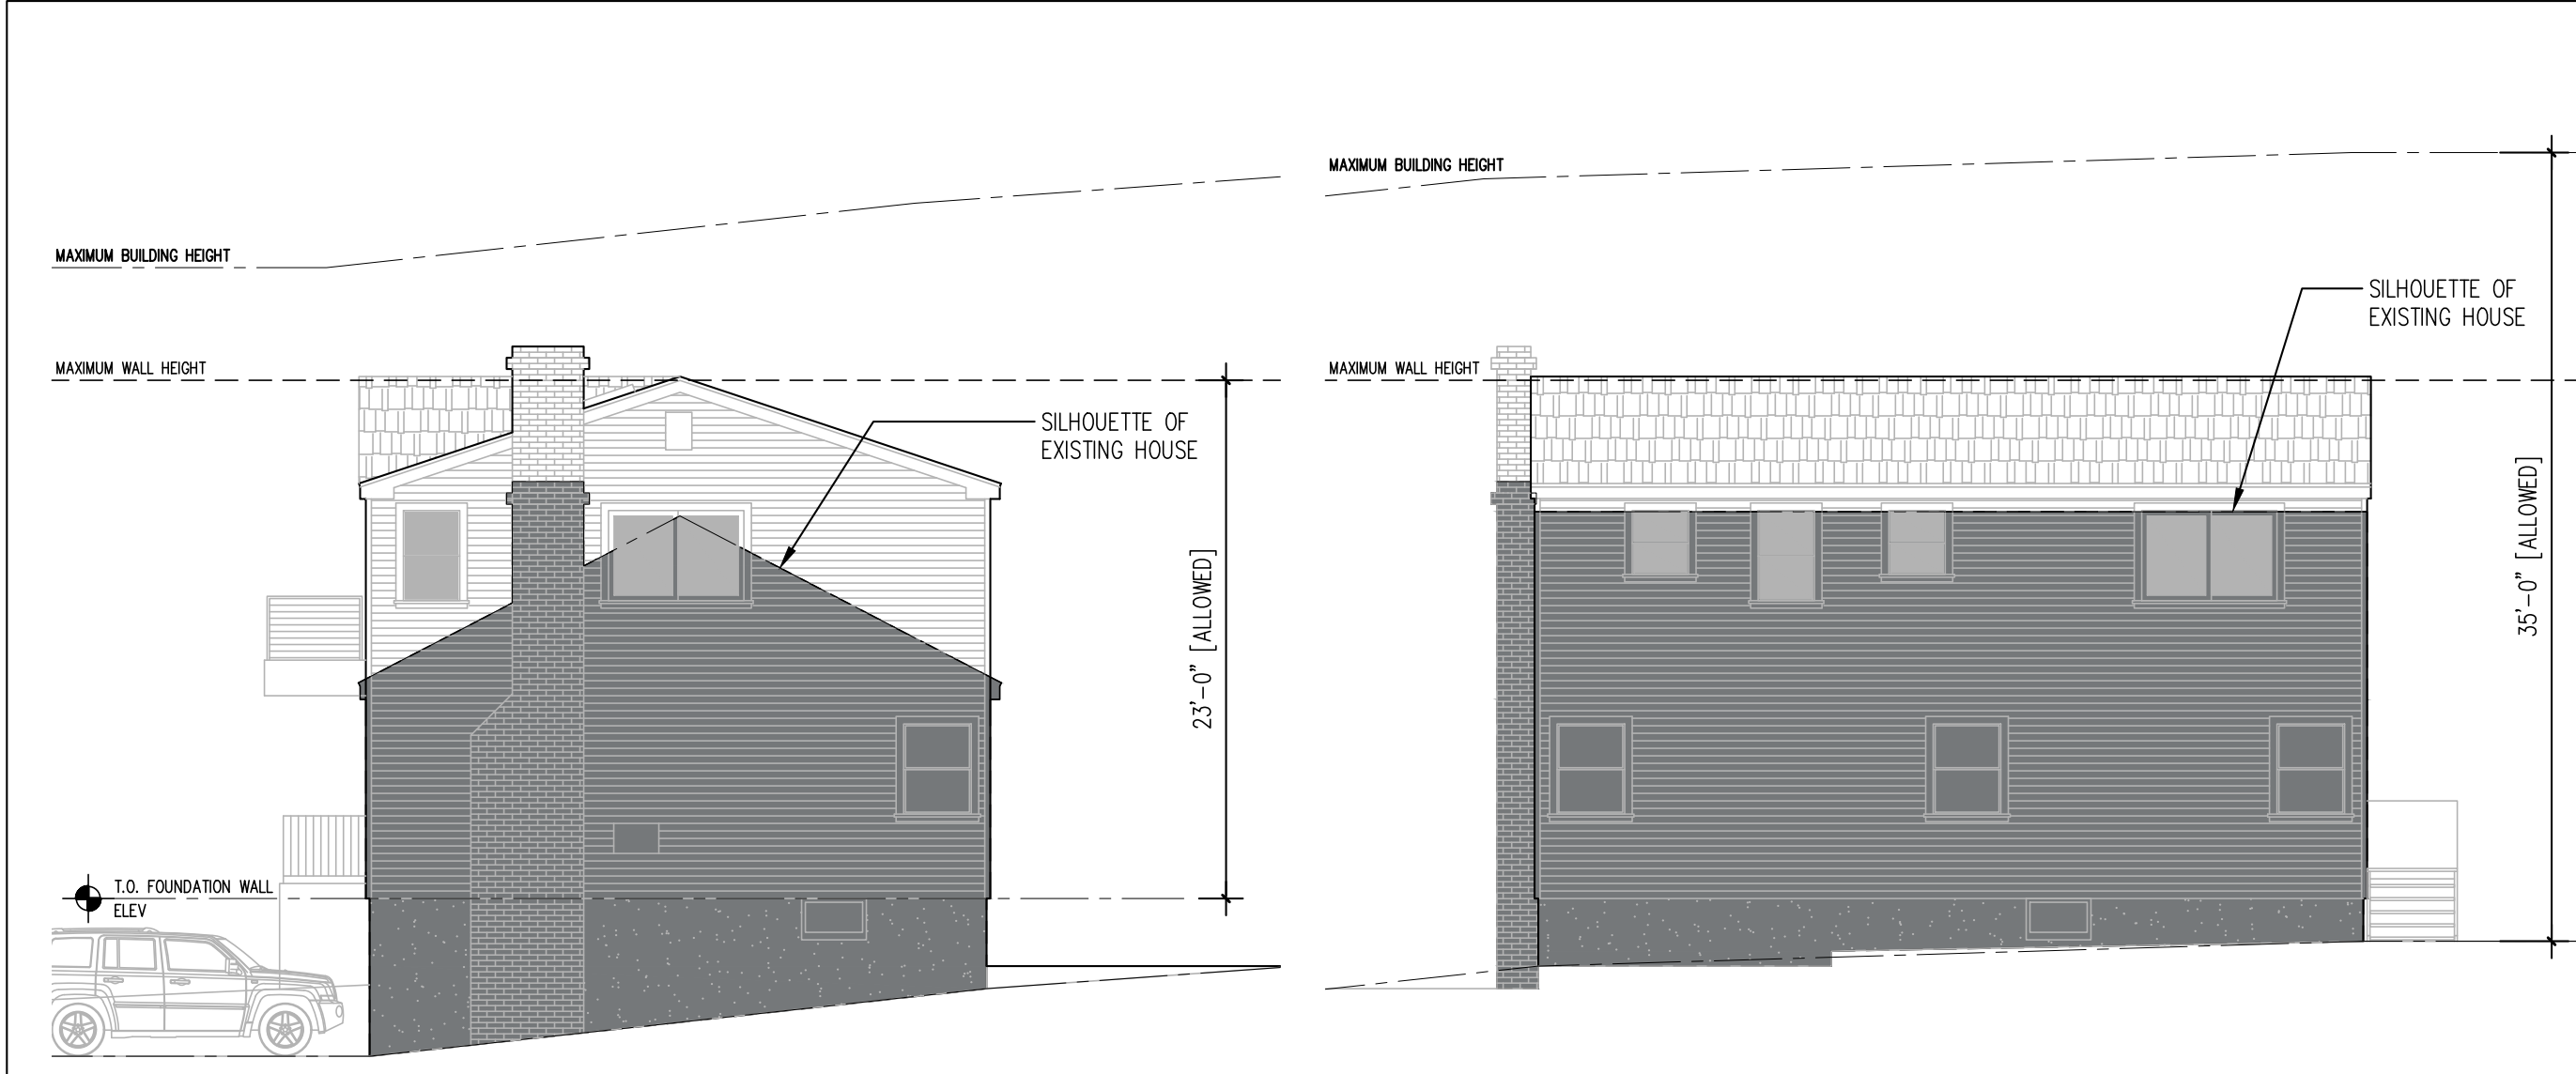 MAXIMUM BUILDING HEIGHT
MAXIMUM WALL HEIGHT
SILHOUETTE OF
EXISTING HOUSE
23'-0" [ALLOWED]
T.O. FOUNDATION WALL
ELEV
MAXIMUM BUILDING HEIGHT
SILHOUETTE OF
EXISTING HOUSE
MAXIMUM WALL HEIGHT
35'-0" [ALLOWED]